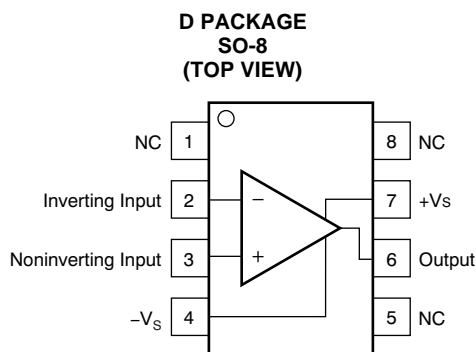 D PACKAGE
SO-8
(TOP VIEW)
NC 1 8 NC
Inverting Input 2 − 7 +Vs
Noninverting Input 3 + 6 Output
−VS 4 5 NC